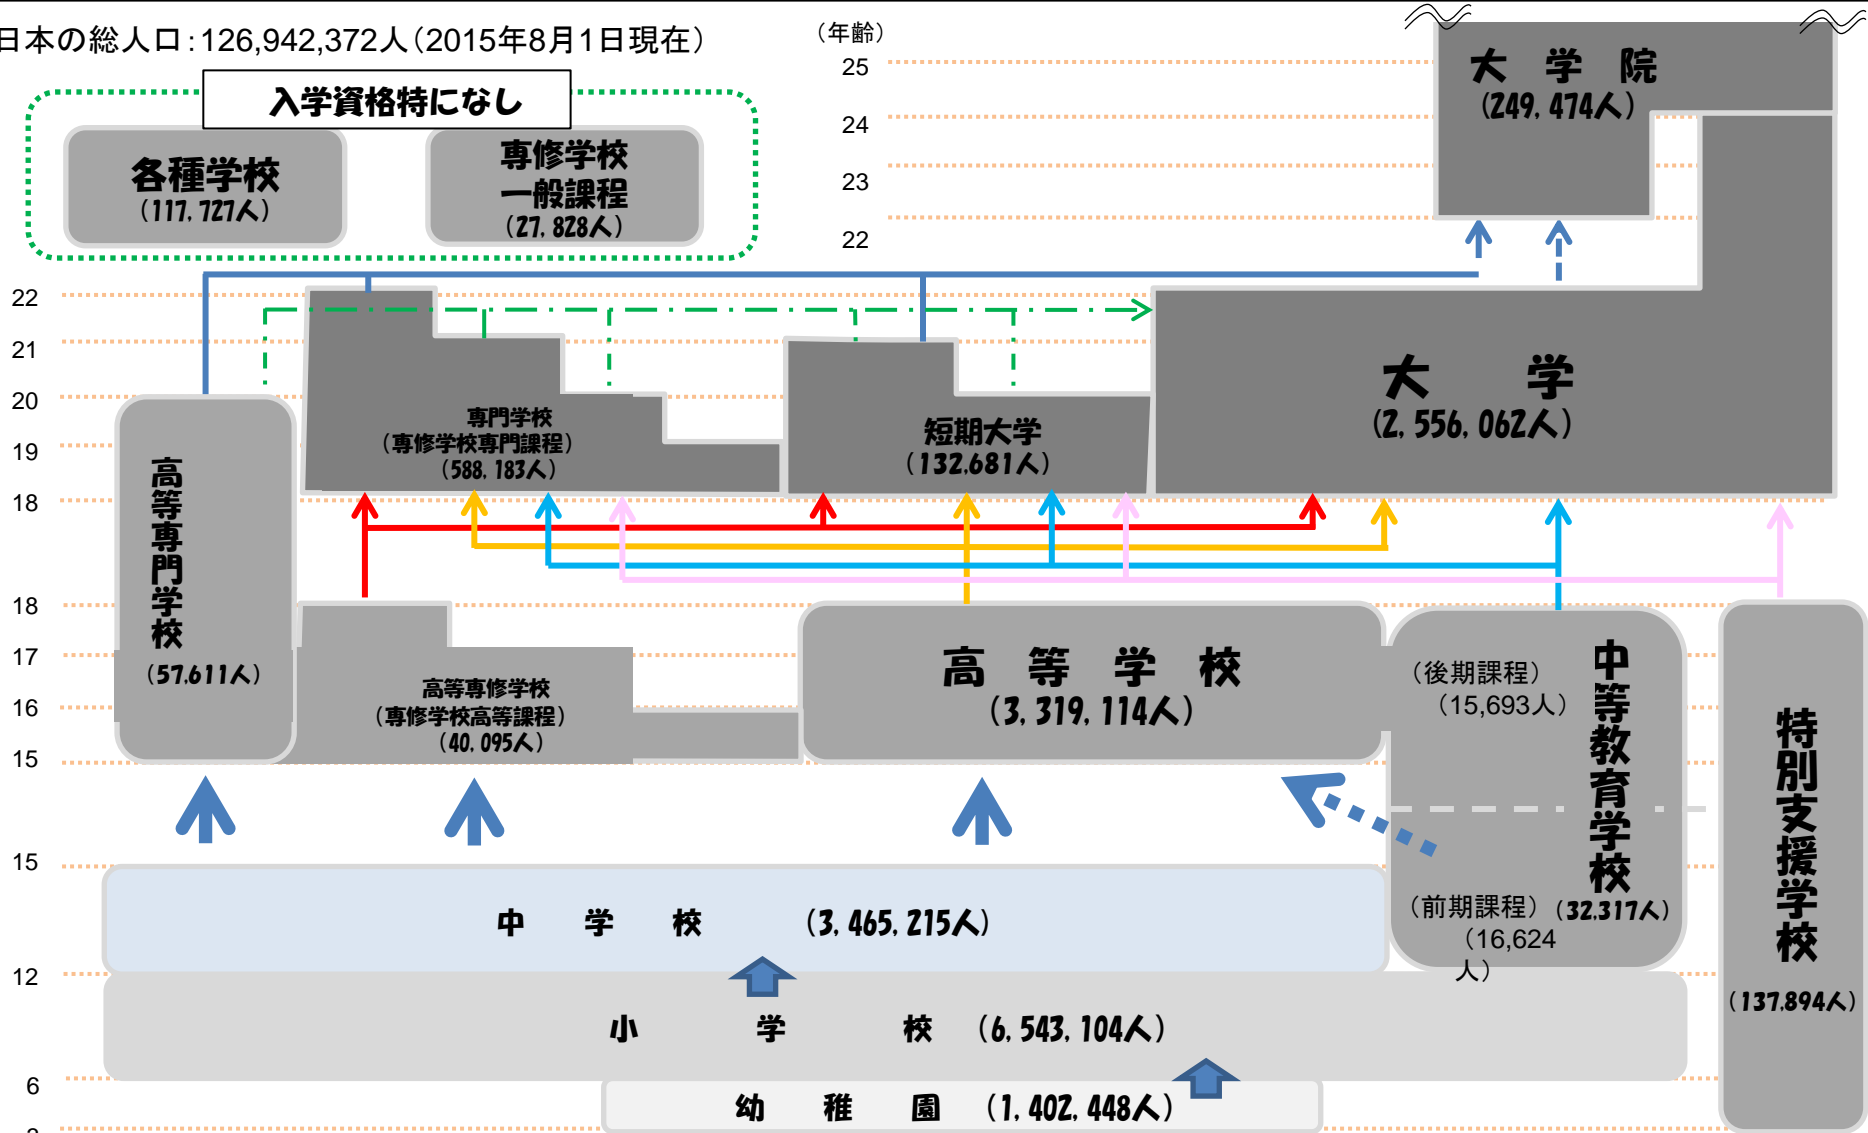 日本の総人口：126,942,372人（2015年8月1日現在）
（年齢）
25
24
23
22
大学院
（249,474人）
入学資格特になし
各種学校
（117,727人）
専修学校
一般課程
（27,828人）
22
21
20
19
18
専門学校
（専修学校専門課程）
（588,183人）
短期大学
（132,681人）
大学
（2,556,062人）
高等専門学校
（57,611人）
18
17
16
15
高等専修学校
（専修学校高等課程）
（40,095人）
高等学校
（3,319,114人）
（後期課程）
（15,693人）
中等教育学校
（32,317人）
（前期課程）
（16,624
人）
特別支援学校
（137,894人）
15
中学校 （3,465,215人）
12
小学校 （6,543,104人）
6
幼稚園 （1,402,448人）